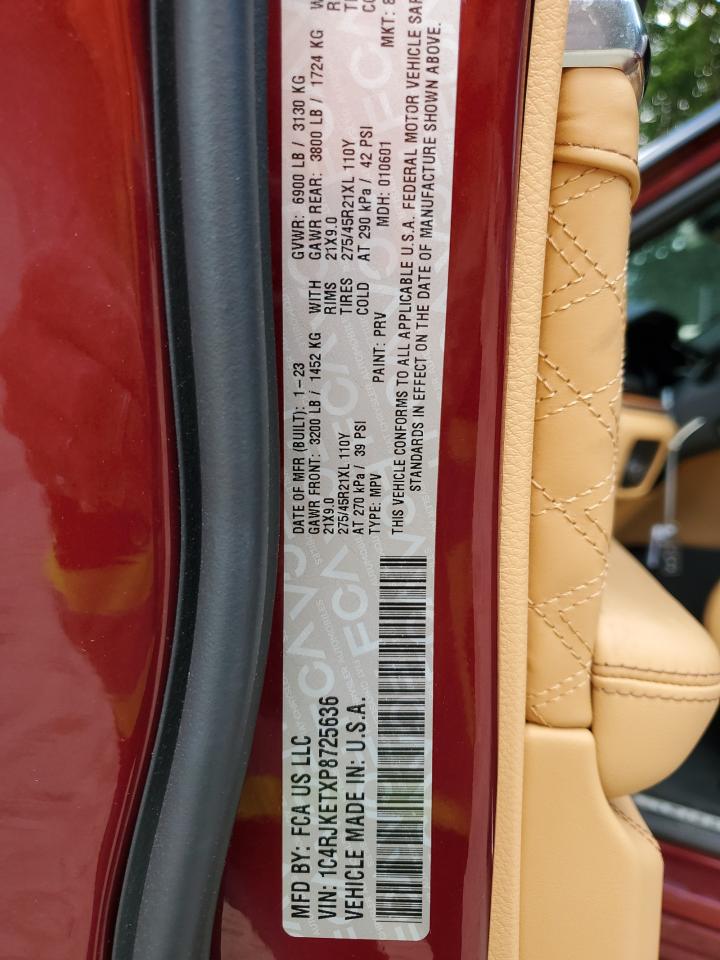 MFD BY: FCA US LLC
VIN: 1C4RJKETXP8725636
VEHICLE MADE IN: U.S.A.
DATE OF MFR (BUILT): 1-23 GVWR: 6900 LB / 3130 KG
GAWR FRONT: 3200 LB / 1452 KG WITH GAWR REAR: 3800 LB / 1724 KG
21X9.0 RIMS 21X9.0
275/45R21XL 110Y TIRES 275/45R21XL 110Y
AT 270 kPa / 39 PSI COLD AT 290 kPa / 42 PSI
TYPE: MPV PAINT: PRV MDH: 010601 MKT:
THIS VEHICLE CONFORMS TO ALL APPLICABLE U.S.A. FEDERAL MOTOR VEHICLE
STANDARDS IN EFFECT ON THE DATE OF MANUFACTURE SHOWN ABOVE.